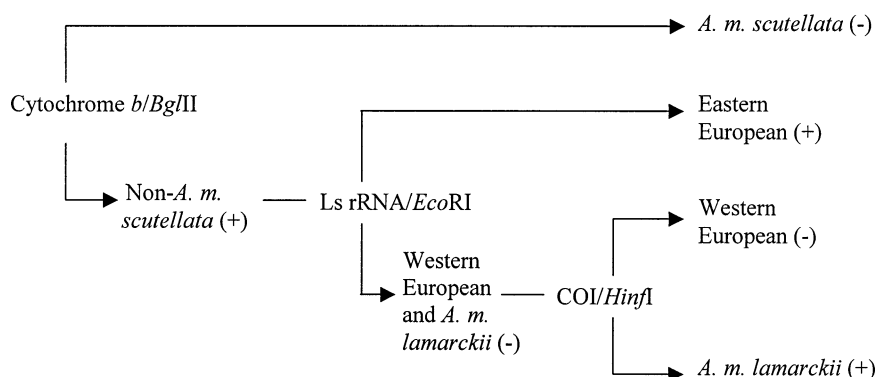 A. m. scutellata (-)
Cytochrome b/BglII
Eastern
European (+)
Non-A. m.
scutellata (+)
Ls rRNA/EcoRI
Western
European (-)
Western
European
and A. m.
lamarckii (-)
COI/HinfI
A. m. lamarckii (+)